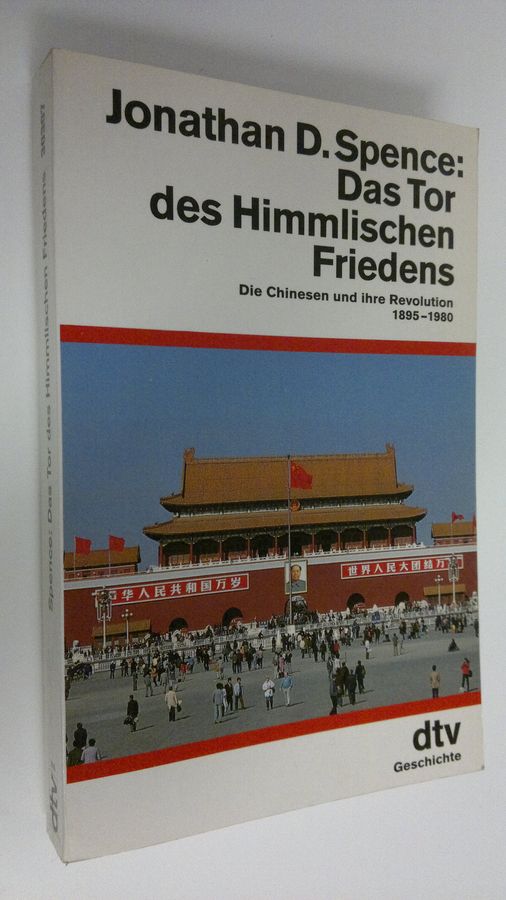 Jonathan D. Spence:
Das Tor
des Himmlischen
Friedens
Die Chinesen und ihre Revolution
1895–1980
华人民共和国万岁
世界人民大团结万
dtv
Geschichte
Spence: Das Tor des Himmlischen Friedens
dtv